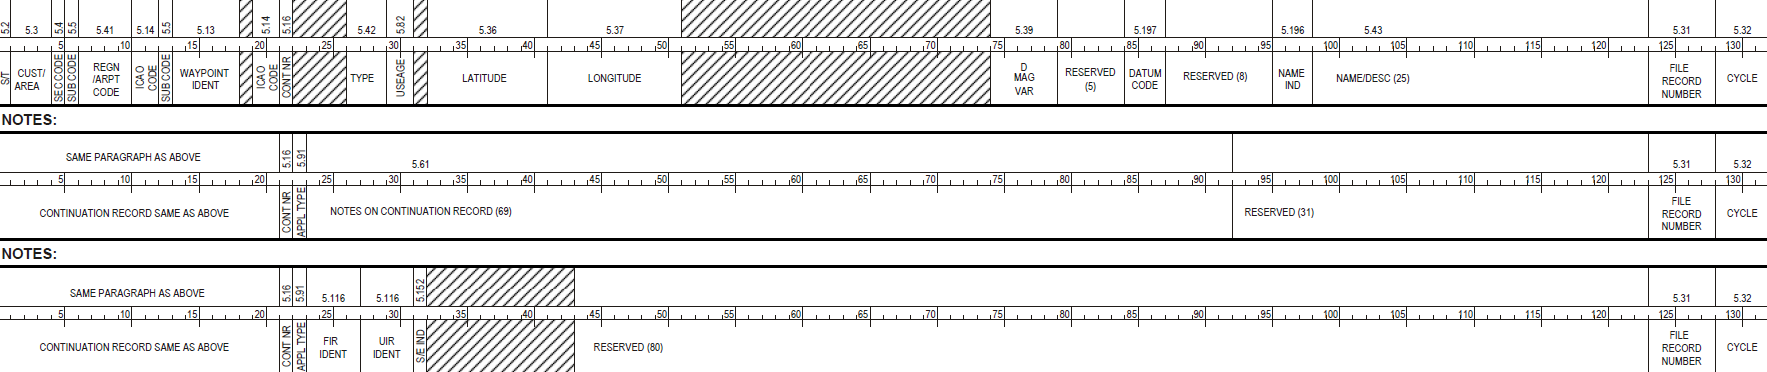 5.2 5.3 5.4 5.5 5.41 5.14 5.5 5.13 5.14 5.16 5.42 5.82 5.36 5.37 5.39 5.197 5.196 5.43 5.31 5.32
5 10 15 20 25 30 35 40 45 50 55 60 65 70 75 80 85 90 95 100 105 110 115 120 125 130
S/T
CUST/
AREA
SEC CODE
SUB CODE
REGN
/ARPT
CODE
ICAO
CODE
SUB CODE
WAYPOINT
IDENT
ICAO
CODE
CONT NR
TYPE
USEAGE
LATITUDE
LONGITUDE
D
MAG
VAR
RESERVED
(5)
DATUM
CODE
RESERVED (8)
NAME
IND
NAME/DESC (25)
FILE
RECORD
NUMBER
CYCLE
NOTES:
SAME PARAGRAPH AS ABOVE 5.16 5.91 5.61 5.31 5.32
5 10 15 20 25 30 35 40 45 50 55 60 65 70 75 80 85 90 95 100 105 110 115 120 125 130
CONTINUATION RECORD SAME AS ABOVE
CONT NR
APPL TYPE
NOTES ON CONTINUATION RECORD (69)
RESERVED (31)
FILE
RECORD
NUMBER
CYCLE
NOTES:
SAME PARAGRAPH AS ABOVE 5.16 5.91 5.116 5.116 5.152 5.31 5.32
5 10 15 20 25 30 35 40 45 50 55 60 65 70 75 80 85 90 95 100 105 110 115 120 125 130
CONTINUATION RECORD SAME AS ABOVE
CONT NR
APPL TYPE
FIR
IDENT
UIR
IDENT
S/E IND
RESERVED (80)
FILE
RECORD
NUMBER
CYCLE